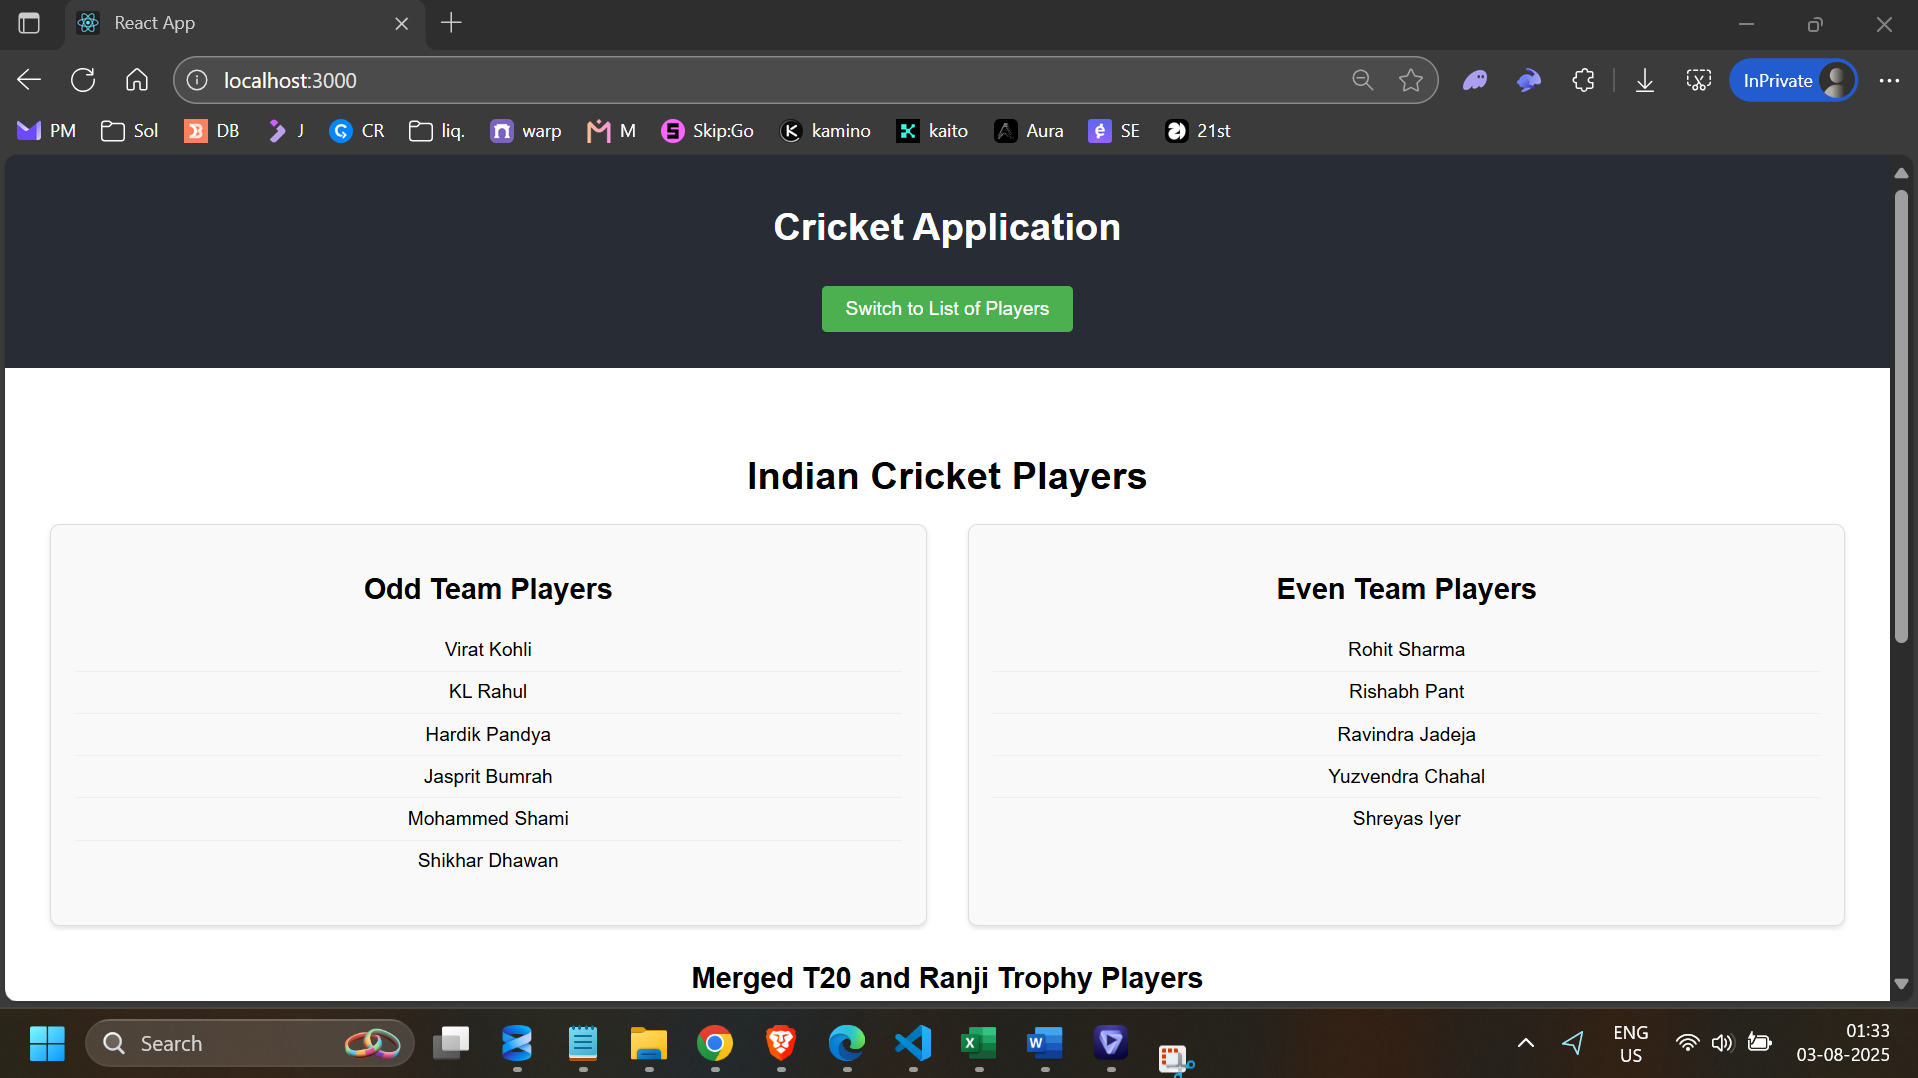 React App
localhost:3000
InPrivate
PM
Sol
DB
J
CR
liq.
warp
M
Skip:Go
kamino
kaito
Aura
SE
21st
Cricket Application
Switch to List of Players
Indian Cricket Players
Odd Team Players
Virat Kohli
KL Rahul
Hardik Pandya
Jasprit Bumrah
Mohammed Shami
Shikhar Dhawan
Even Team Players
Rohit Sharma
Rishabh Pant
Ravindra Jadeja
Yuzvendra Chahal
Shreyas Iyer
Merged T20 and Ranji Trophy Players
Search
ENG
US
01:33
03-08-2025